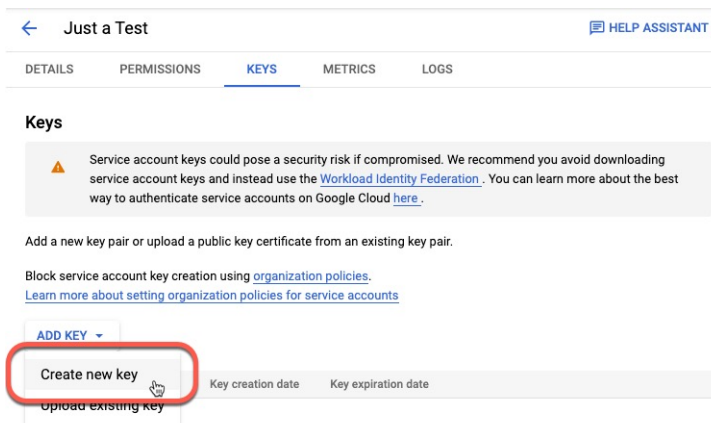 Just a Test
HELP ASSISTANT
DETAILS PERMISSIONS KEYS METRICS LOGS
Keys
Service account keys could pose a security risk if compromised. We recommend you avoid downloading
service account keys and instead use the Workload Identity Federation . You can learn more about the best
way to authenticate service accounts on Google Cloud here .
Add a new key pair or upload a public key certificate from an existing key pair.
Block service account key creation using organization policies.
Learn more about setting organization policies for service accounts
ADD KEY
Create new key
Key creation date Key expiration date
Upload existing key